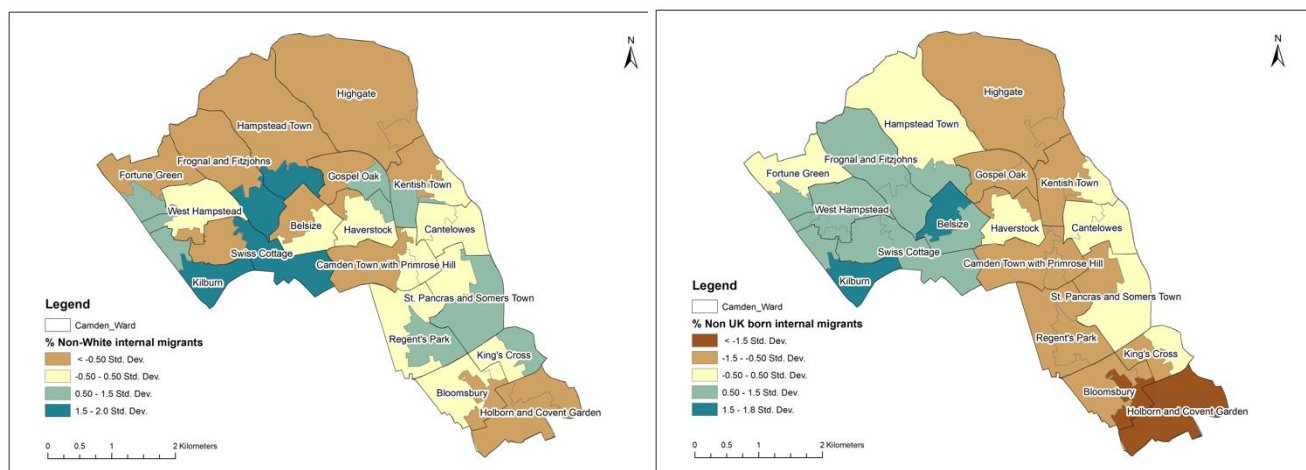 N
Highgate
Hampstead Town
Frognal and Fitzjohns
Fortune Green
Gospel Oak
Kentish Town
West Hampstead
Belsize
Haverstock
Cantelowes
Swiss Cottage
Camden Town with Primrose Hill
Kilburn
St. Pancras and Somers Town
Regent's Park
King's Cross
Bloomsbury
Holborn and Covent Garden
Legend
Camden_Ward
% Non-White internal migrants
< -0.50 Std. Dev.
-0.50 - 0.50 Std. Dev.
0.50 - 1.5 Std. Dev.
1.5 - 2.0 Std. Dev.
0 0.5 1 2 Kilometers
N
Highgate
Hampstead Town
Frognal and Fitzjohns
Fortune Green
Gospel Oak
Kentish Town
West Hampstead
Belsize
Haverstock
Cantelowes
Swiss Cottage
Camden Town with Primrose Hill
Kilburn
St. Pancras and Somers Town
Regent's Park
King's Cross
Bloomsbury
Holborn and Covent Garden
Legend
Camden_Ward
% Non UK born internal migrants
< -1.5 Std. Dev.
-1.5 - -0.50 Std. Dev.
-0.50 - 0.50 Std. Dev.
0.50 - 1.5 Std. Dev.
1.5 - 1.8 Std. Dev.
0 0.5 1 2 Kilometers